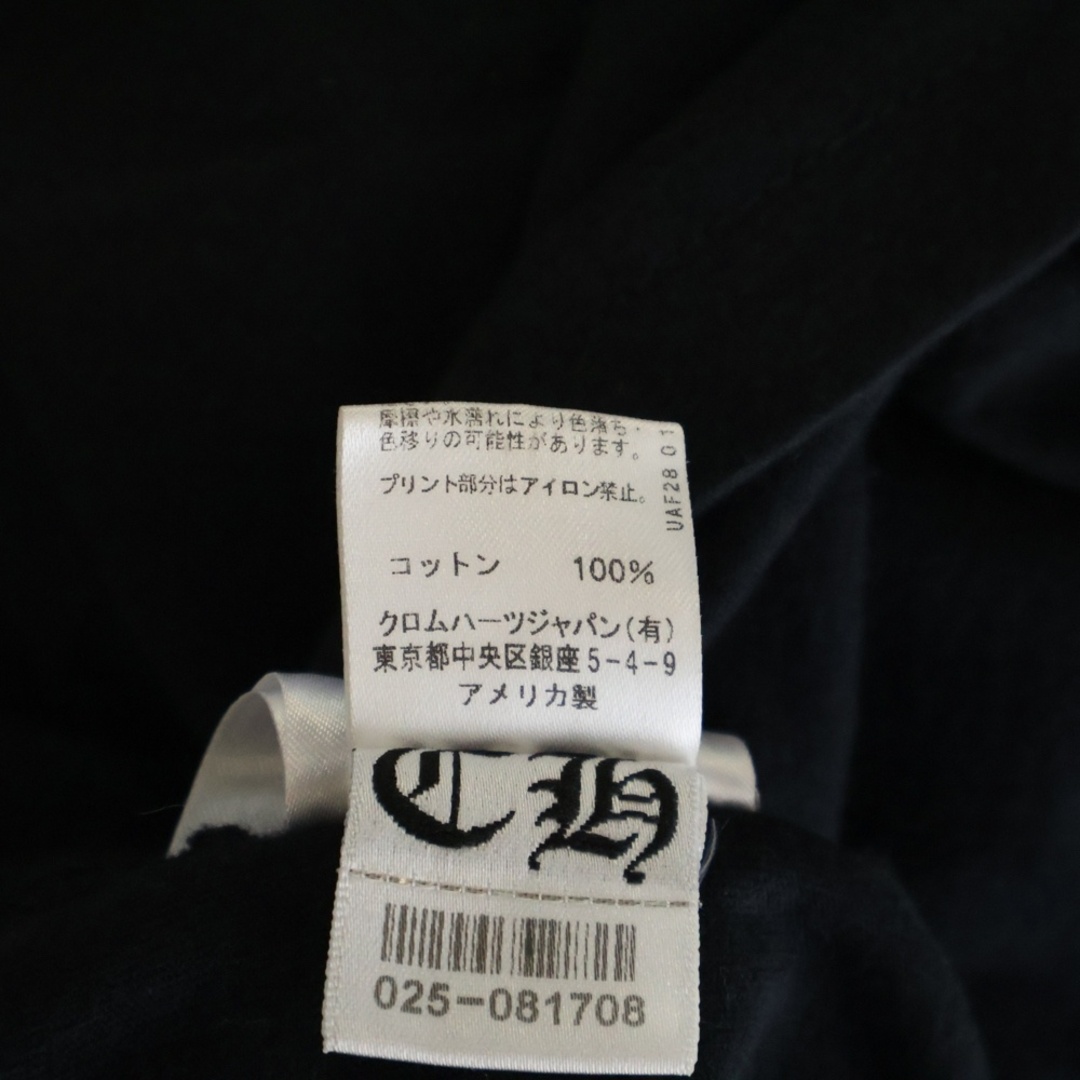 摩擦や水濡れにより色落ち・
色移りの可能性があります。
プリント部分はアイロン禁止。
UAF28 01
コットン 100%
クロムハーツジャパン(有)
東京都中央区銀座5-4-9
アメリカ製
CH
025-081708